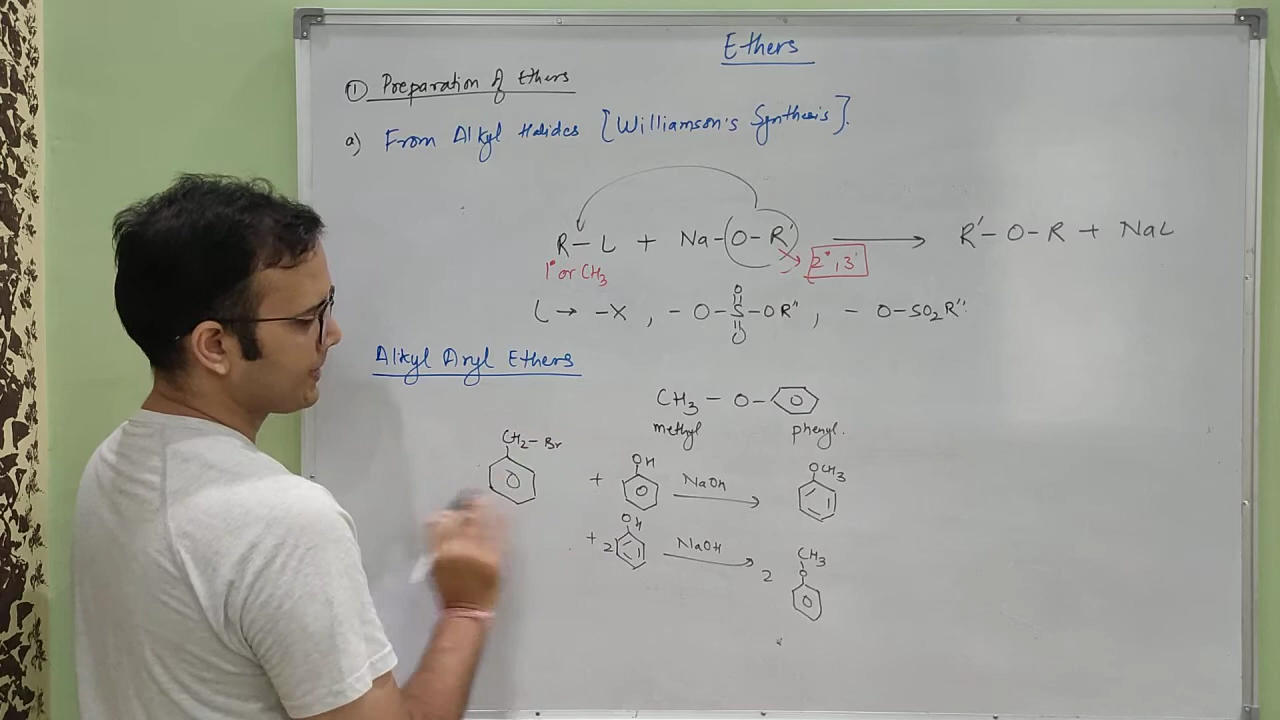 Ethers
① Preparation of Ethers
a) From Alkyl Halides [Williamson's Synthesis].
R – L + Na – O – R' → R' – O – R + NaL
1° or CH3 2°, 3°
L → –X , – O – S – O R'' , – O – SO2R''
O
O
Alkyl Aryl Ethers
CH3 – O –
methyl phenyl.
CH2 – Br
+ OH NaOH OCH3
+ 2 OH NaOH 2 CH3
O